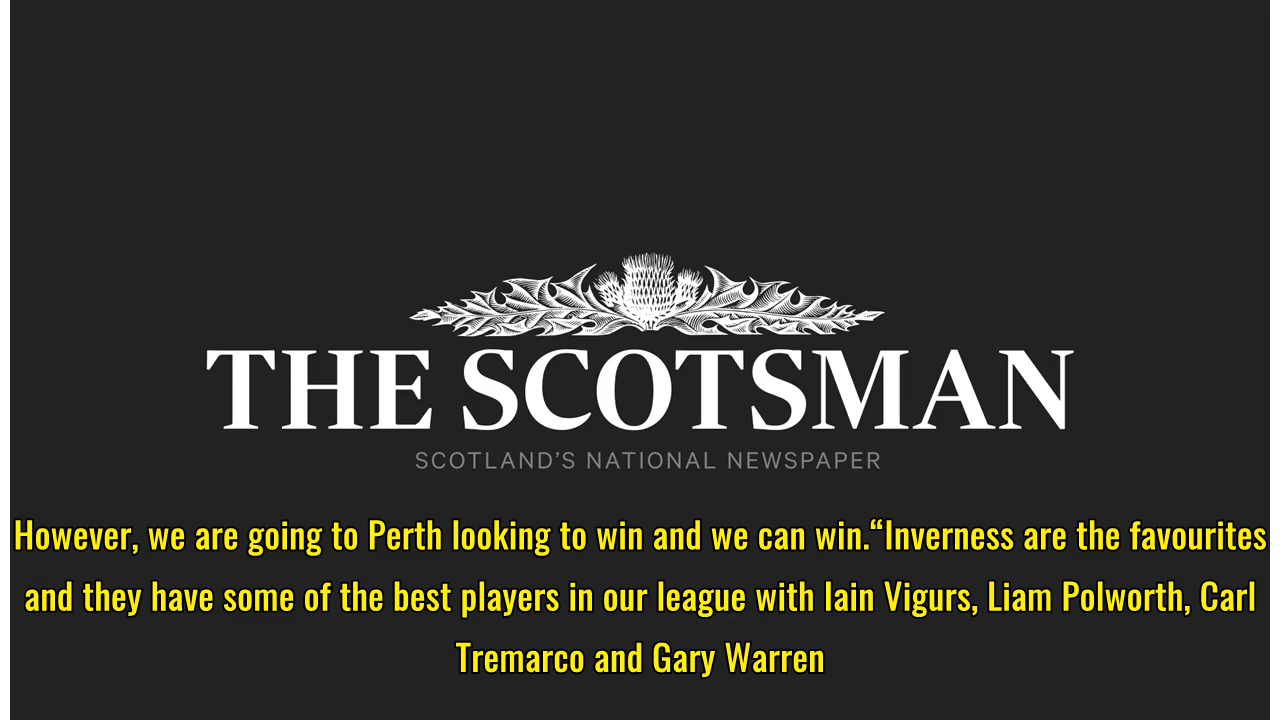 THE SCOTSMAN
SCOTLAND’S NATIONAL NEWSPAPER
However, we are going to Perth looking to win and we can win.“Inverness are the favourites
and they have some of the best players in our league with Iain Vigurs, Liam Polworth, Carl
Tremarco and Gary Warren